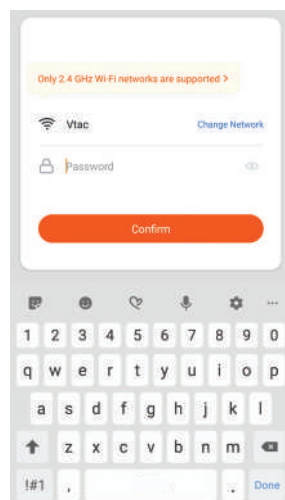 Only 2.4 GHz Wi-Fi networks are supported >
Vtac Change Network
Password
Confirm
1 2 3 4 5 6 7 8 9 0
q w e r t y u i o p
a s d f g h j k l
z x c v b n m
!#1 , . Done